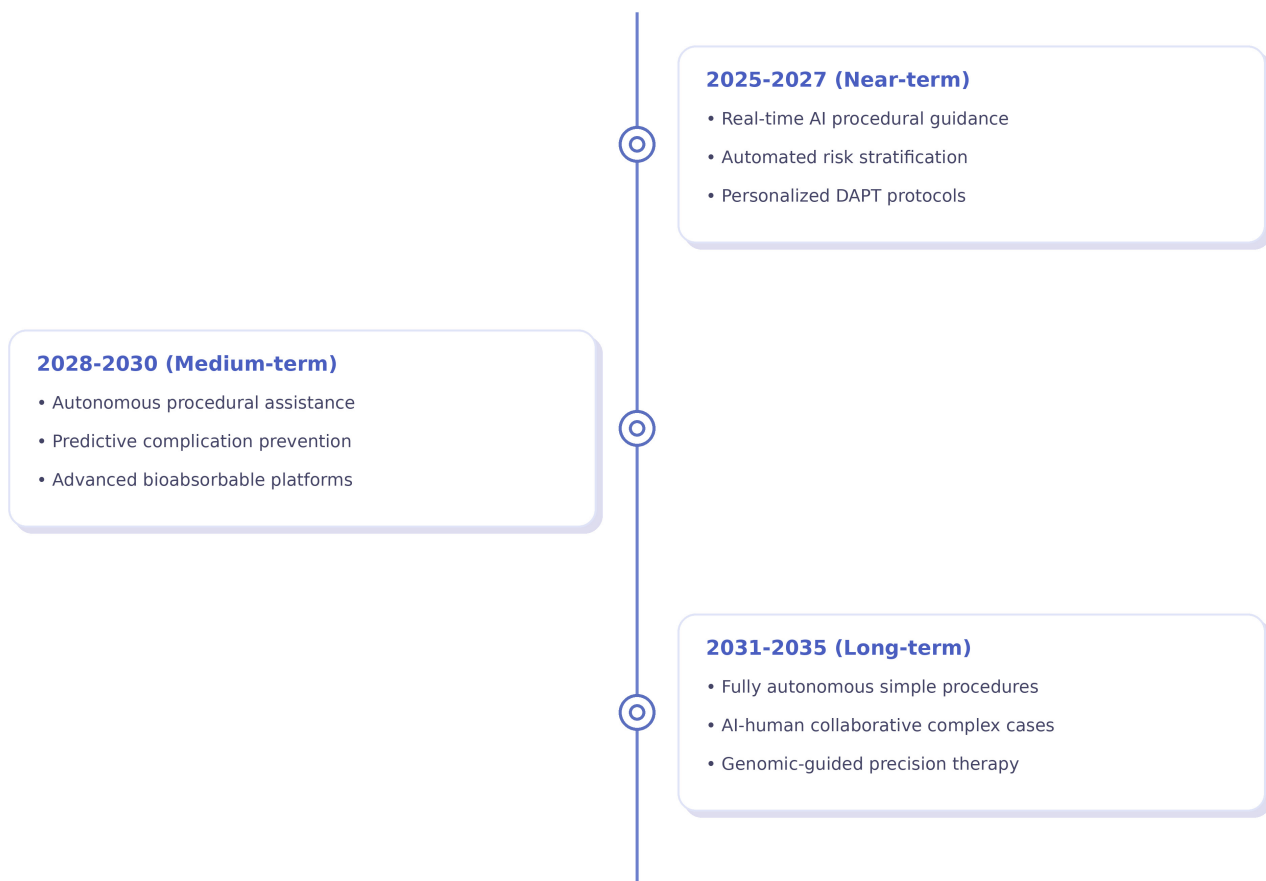 2025-2027 (Near-term)
• Real-time AI procedural guidance
• Automated risk stratification
• Personalized DAPT protocols
2028-2030 (Medium-term)
• Autonomous procedural assistance
• Predictive complication prevention
• Advanced bioabsorbable platforms
2031-2035 (Long-term)
• Fully autonomous simple procedures
• AI-human collaborative complex cases
• Genomic-guided precision therapy